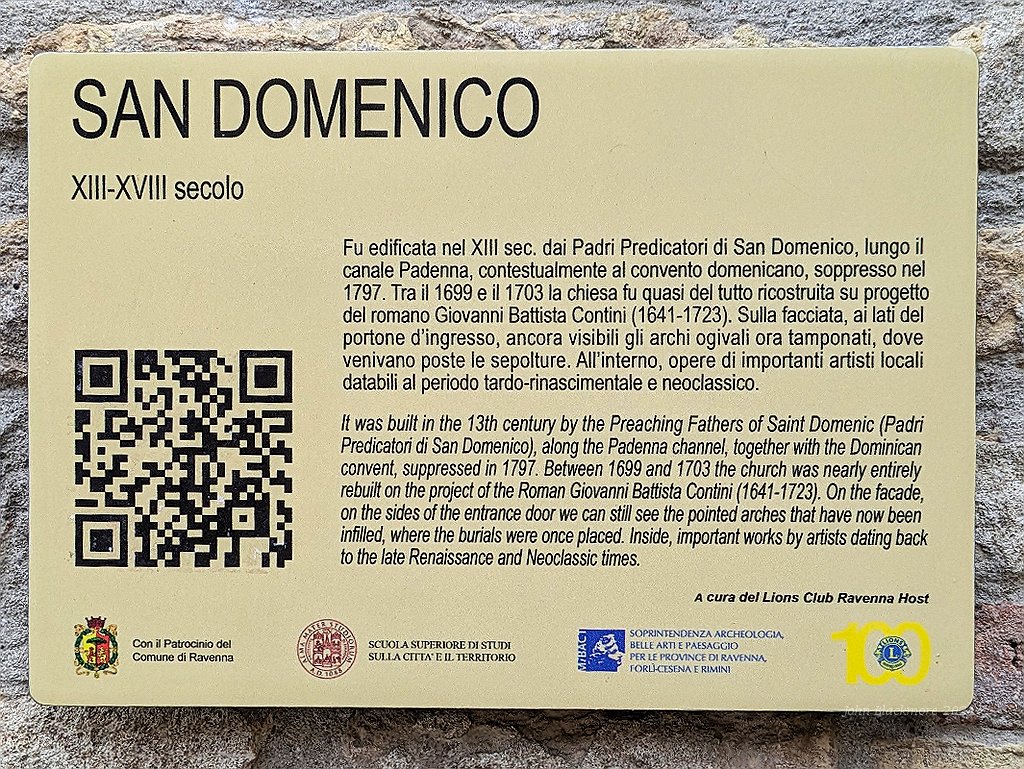 SAN DOMENICO
XIII-XVIII secolo
Fu edificata nel XIII sec. dai Padri Predicatori di San Domenico, lungo il
canale Padenna, contestualmente al convento domenicano, soppresso nel
1797. Tra il 1699 e il 1703 la chiesa fu quasi del tutto ricostruita su progetto
del romano Giovanni Battista Contini (1641-1723). Sulla facciata, ai lati del
portone d'ingresso, ancora visibili gli archi ogivali ora tamponati, dove
venivano poste le sepolture. All'interno, opere di importanti artisti locali
databili al periodo tardo-rinascimentale e neoclassico.
It was built in the 13th century by the Preaching Fathers of Saint Domenic (Padri
Predicatori di San Domenico), along the Padenna channel, together with the Dominican
convent, suppressed in 1797. Between 1699 and 1703 the church was nearly entirely
rebuilt on the project of the Roman Giovanni Battista Contini (1641-1723). On the facade,
on the sides of the entrance door we can still see the pointed arches that have now been
infilled, where the burials were once placed. Inside, important works by artists dating back
to the late Renaissance and Neoclassic times.
A cura del Lions Club Ravenna Host
Con il Patrocinio del
Comune di Ravenna
ALMA MATER STUDIORUM
A.D. 1088
SCUOLA SUPERIORE DI STUDI
SULLA CITTA' E IL TERRITORIO
MiBACT
SOPRINTENDENZA ARCHEOLOGIA,
BELLE ARTI E PAESAGGIO
PER LE PROVINCE DI RAVENNA,
FORLÌ-CESENA E RIMINI
100
LIONS
L
John Blackmore